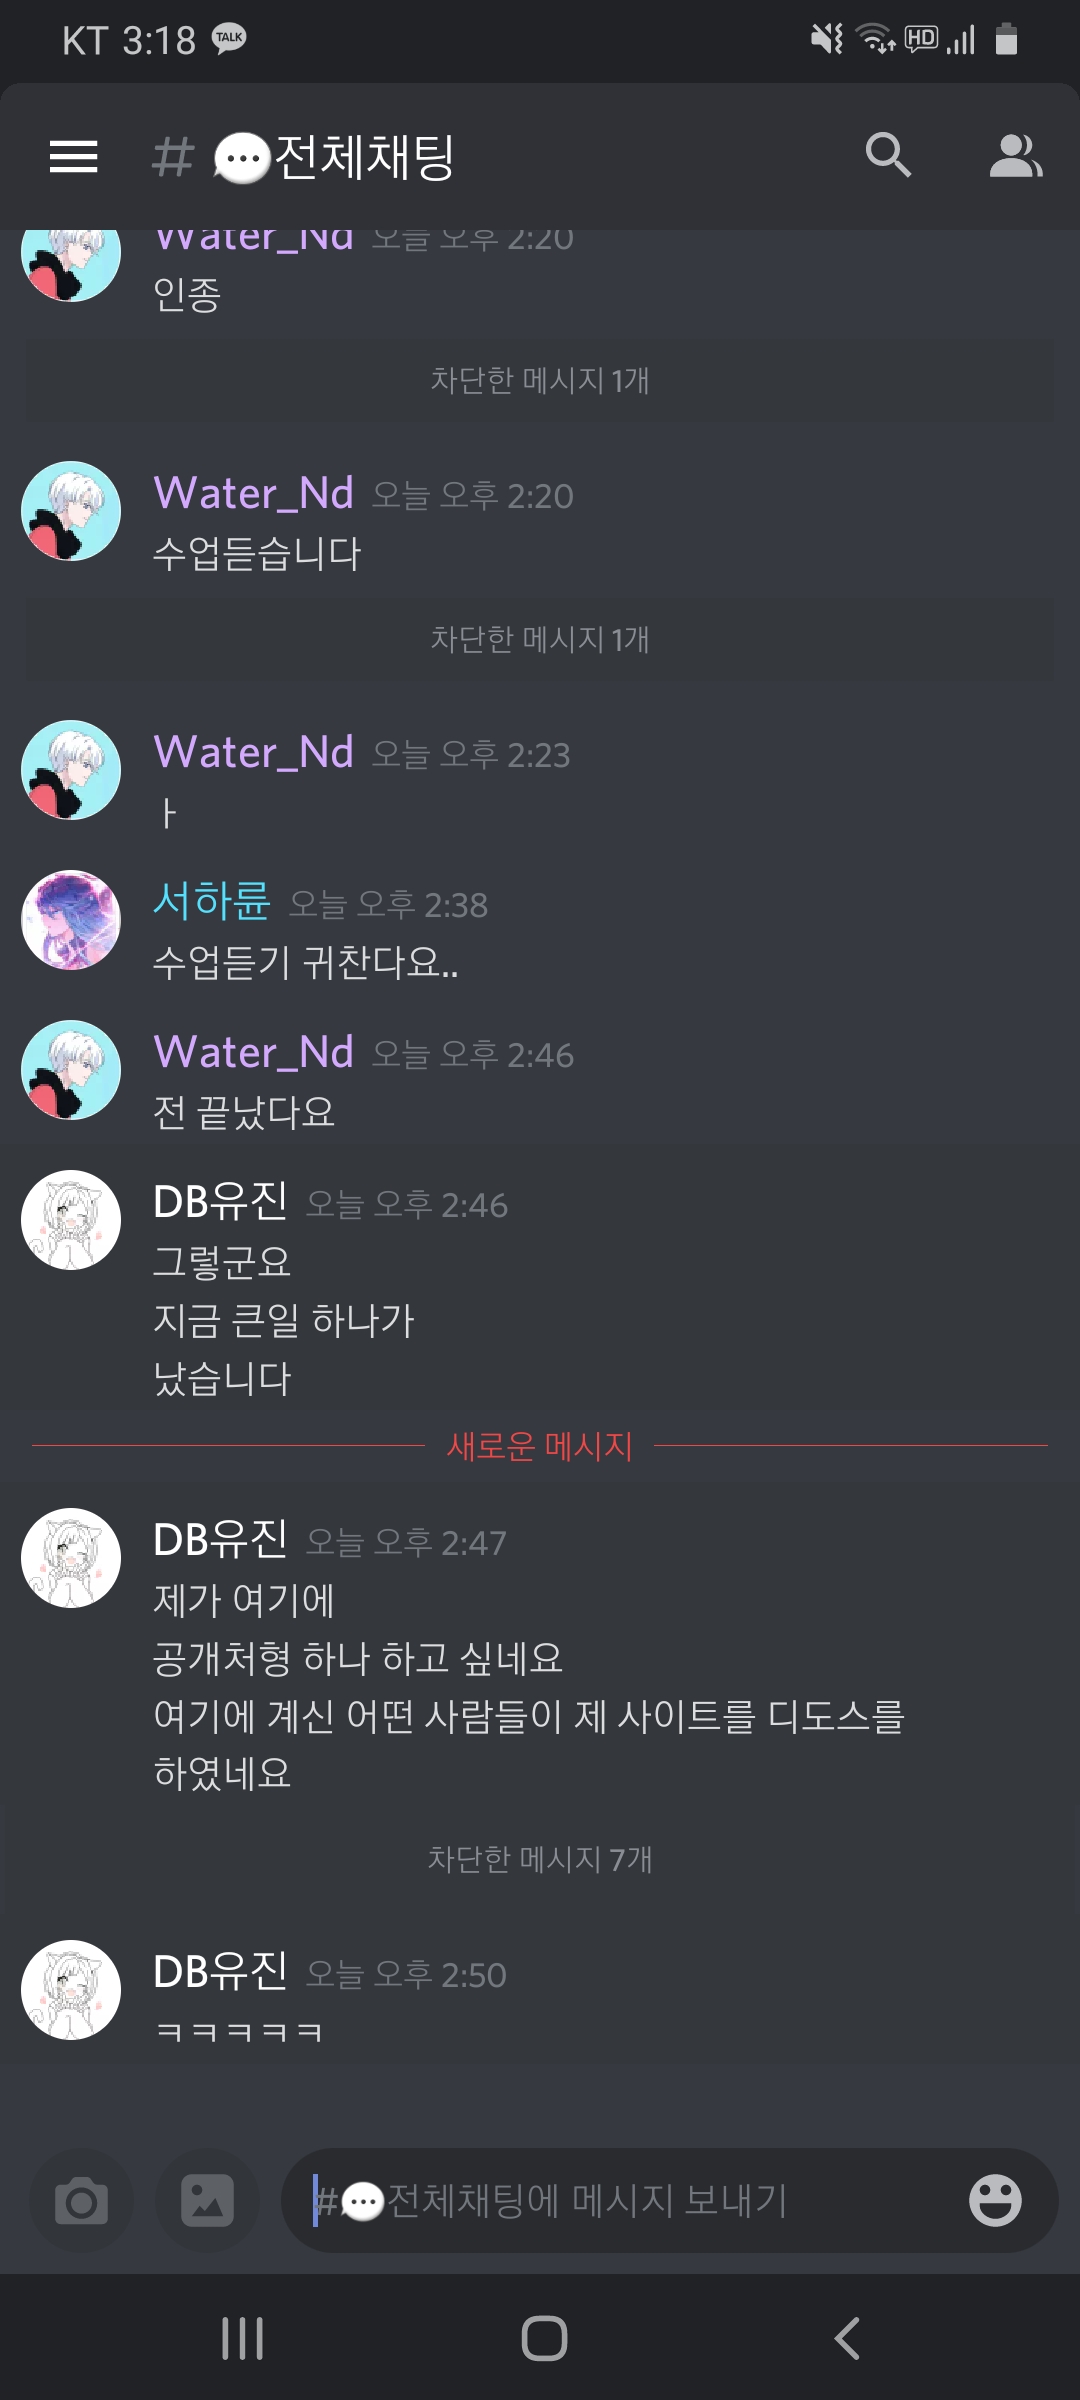 KT 3:18 TALK HD
# 전체채팅
Water_Nd 오늘 오후 2:20
인종
차단한 메시지 1개
Water_Nd 오늘 오후 2:20
수업듣습니다
차단한 메시지 1개
Water_Nd 오늘 오후 2:23
ㅏ
서하륜 오늘 오후 2:38
수업듣기 귀찬다요..
Water_Nd 오늘 오후 2:46
전 끝났다요
DB유진 오늘 오후 2:46
그렇군요
지금 큰일 하나가
났습니다
새로운 메시지
DB유진 오늘 오후 2:47
제가 여기에
공개처형 하나 하고 싶네요
여기에 계신 어떤 사람들이 제 사이트를 디도스를
하였네요
차단한 메시지 7개
DB유진 오늘 오후 2:50
ㅋㅋㅋㅋㅋ
#전체채팅에 메시지 보내기